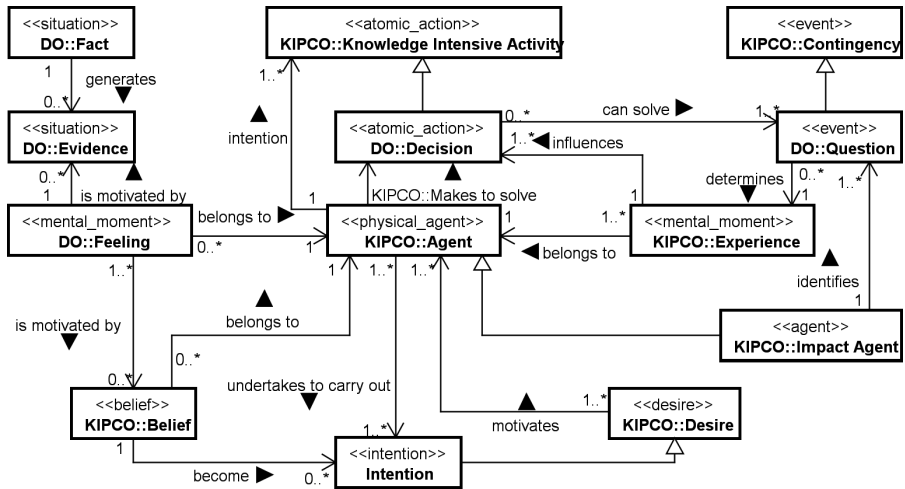 <<situation>>
DO::Fact
<<atomic_action>>
KIPCO::Knowledge Intensive Activity
<<event>>
KIPCO::Contingency
1
generates
0..*
1..*
intention
<<situation>>
DO::Evidence
<<atomic_action>>
DO::Decision
0..*
can solve
1..*
1..*
influences
<<event>>
DO::Question
0..*
is motivated by
1
1
KIPCO::Makes to solve
1
determines
0..*
1
1..*
<<mental_moment>>
DO::Feeling
belongs to
0..*
1
<<physical_agent>>
KIPCO::Agent
1
1..*
belongs to
<<mental_moment>>
KIPCO::Experience
1..*
is motivated by
0..*
1
1..*
1..*
belongs to
0..*
identifies
1
<<agent>>
KIPCO::Impact Agent
undertakes to carry out
1..*
<<belief>>
KIPCO::Belief
1..*
motivates
<<desire>>
KIPCO::Desire
1
become
0..*
<<intention>>
Intention